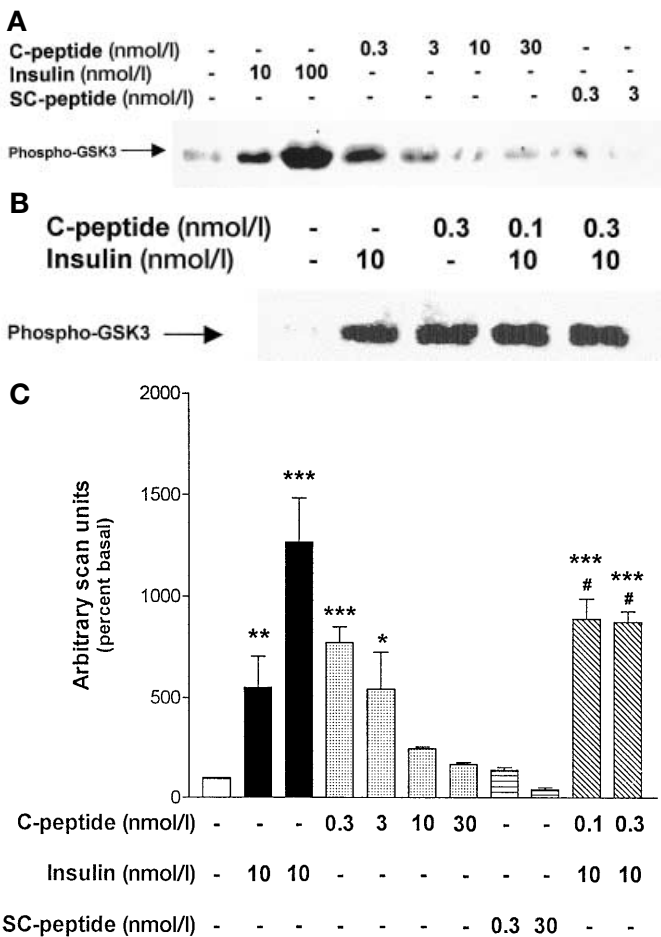 A
C-peptide (nmol/l) - - - 0.3 3 10 30 - -
Insulin (nmol/l) - 10 100 - - - - - -
SC-peptide (nmol/l) - - - - - - - 0.3 3
Phospho-GSK3
B
C-peptide (nmol/l) - - 0.3 0.1 0.3
Insulin (nmol/l) - 10 - 10 10
Phospho-GSK3
C
Arbitrary scan units
(percent basal)
2000
1500
1000
500
0
**
***
***
*
***
#
***
#
C-peptide (nmol/l) - - - 0.3 3 10 30 - - 0.1 0.3
Insulin (nmol/l) - 10 10 - - - - - - 10 10
SC-peptide (nmol/l) - - - - - - - 0.3 30 - -